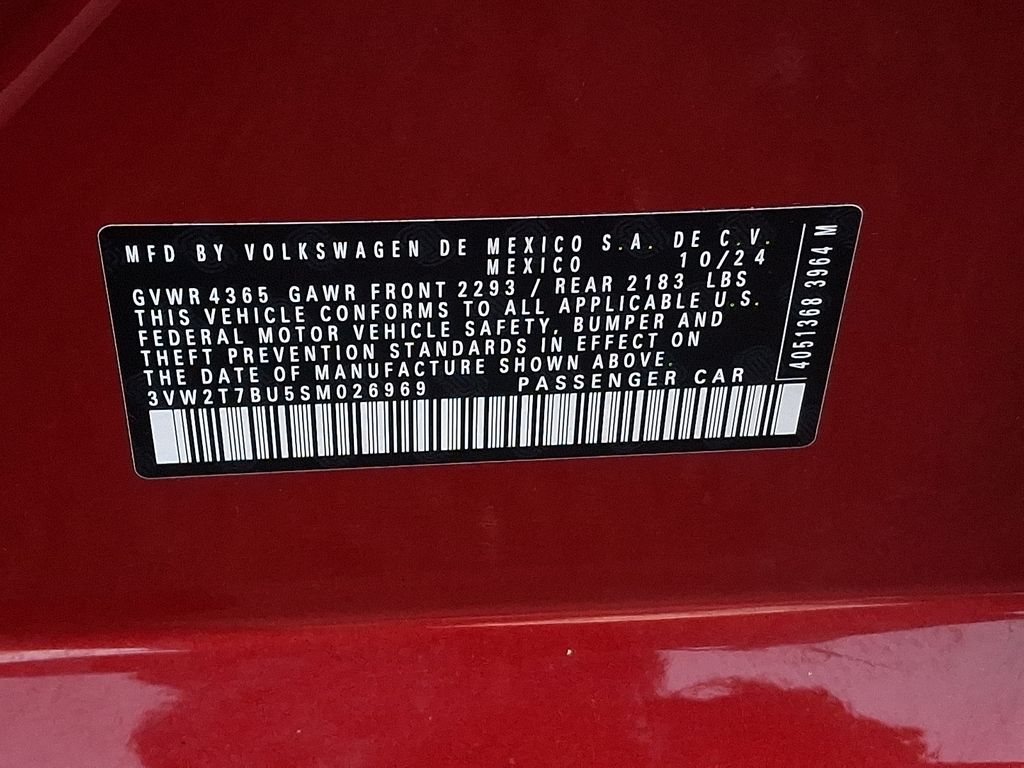 MFD BY VOLKSWAGEN DE MEXICO S.A. DE C.V.
MEXICO 10/24
GVWR 4365 GAWR FRONT 2293 / REAR 2183 LBS
THIS VEHICLE CONFORMS TO ALL APPLICABLE U.S.
FEDERAL MOTOR VEHICLE SAFETY, BUMPER AND
THEFT PREVENTION STANDARDS IN EFFECT ON
THE DATE OF MANUFACTURE SHOWN ABOVE.
3VW2T7BU5SM026969 PASSENGER CAR
4051368 3964 M